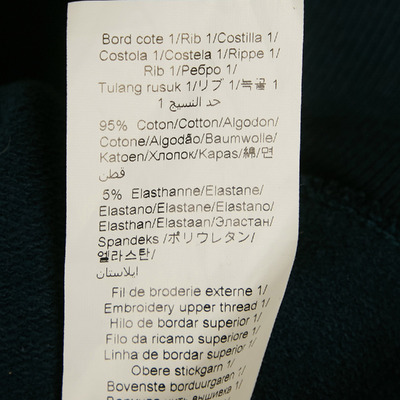 Bord cote 1/Rib 1/Costilla 1/
Costola 1/Costela 1/Rippe 1/
Rib 1/Ребро 1/
Tulang rusuk 1/リブ 1/늑골 1
حد النسيج 1
95% Coton/Cotton/Algodon/
Cotone/Algodão/Baumwolle/
Katoen/Хлопок/Kapas/綿/면
قطن
5% Elasthanne/Elastane/
Elastano/Elastane/Elastano/
Elasthan/Elastaan/Эластан/
Spandeks /ポリウレタン/
엘라스탄/
ايلاستان
Fil de broderie externe 1/
Embroidery upper thread 1/
Hilo de bordar superior 1/
Filo da ricamo superiore 1/
Linha de bordar superior 1/
Obere stickgarn 1/
Bovenste borduurgaren 1/